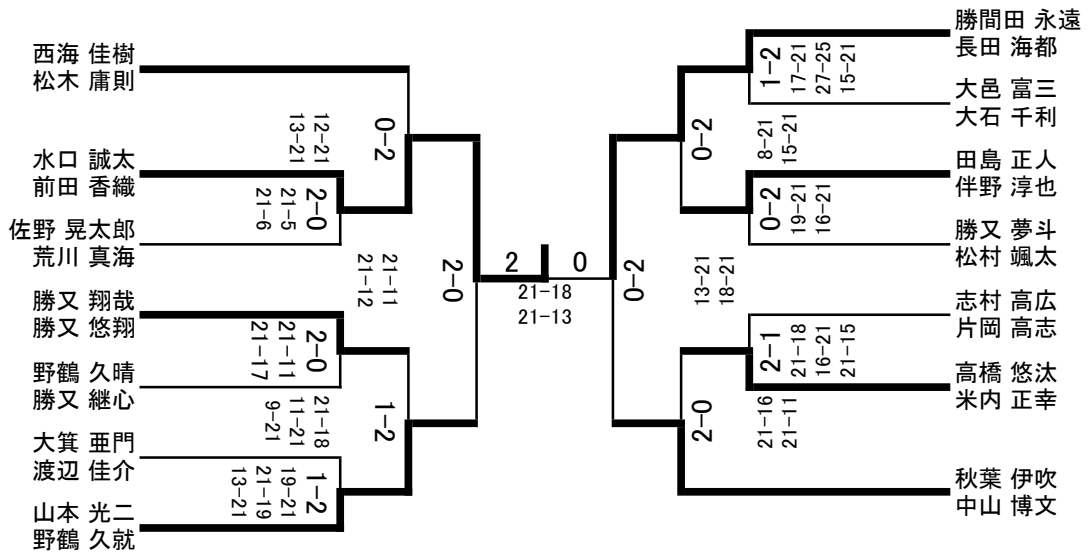 西海 佳樹
松木 庸則
水口 誠太
前田 香織
佐野 晃太郎
荒川 真海
勝又 翔哉
勝又 悠翔
野鶴 久晴
勝又 継心
大箕 亜門
渡辺 佳介
山本 光二
野鶴 久就
0-2
12-21
13-21
2-0
21-5
21-6
2-0
21-11
21-12
2-0
21-11
21-17
1-2
21-18
11-21
9-21
1-2
19-21
21-19
13-21
2 0
21-18
21-13
0-2
13-21
18-21
0-2
8-21
15-21
1-2
17-21
27-25
15-21
0-2
19-21
16-21
2-1
21-18
16-21
21-15
2-0
21-16
21-11
勝間田 永遠
長田 海都
大邑 富三
大石 千利
田島 正人
伴野 淳也
勝又 夢斗
松村 颯太
志村 高広
片岡 高志
高橋 悠汰
米内 正幸
秋葉 伊吹
中山 博文